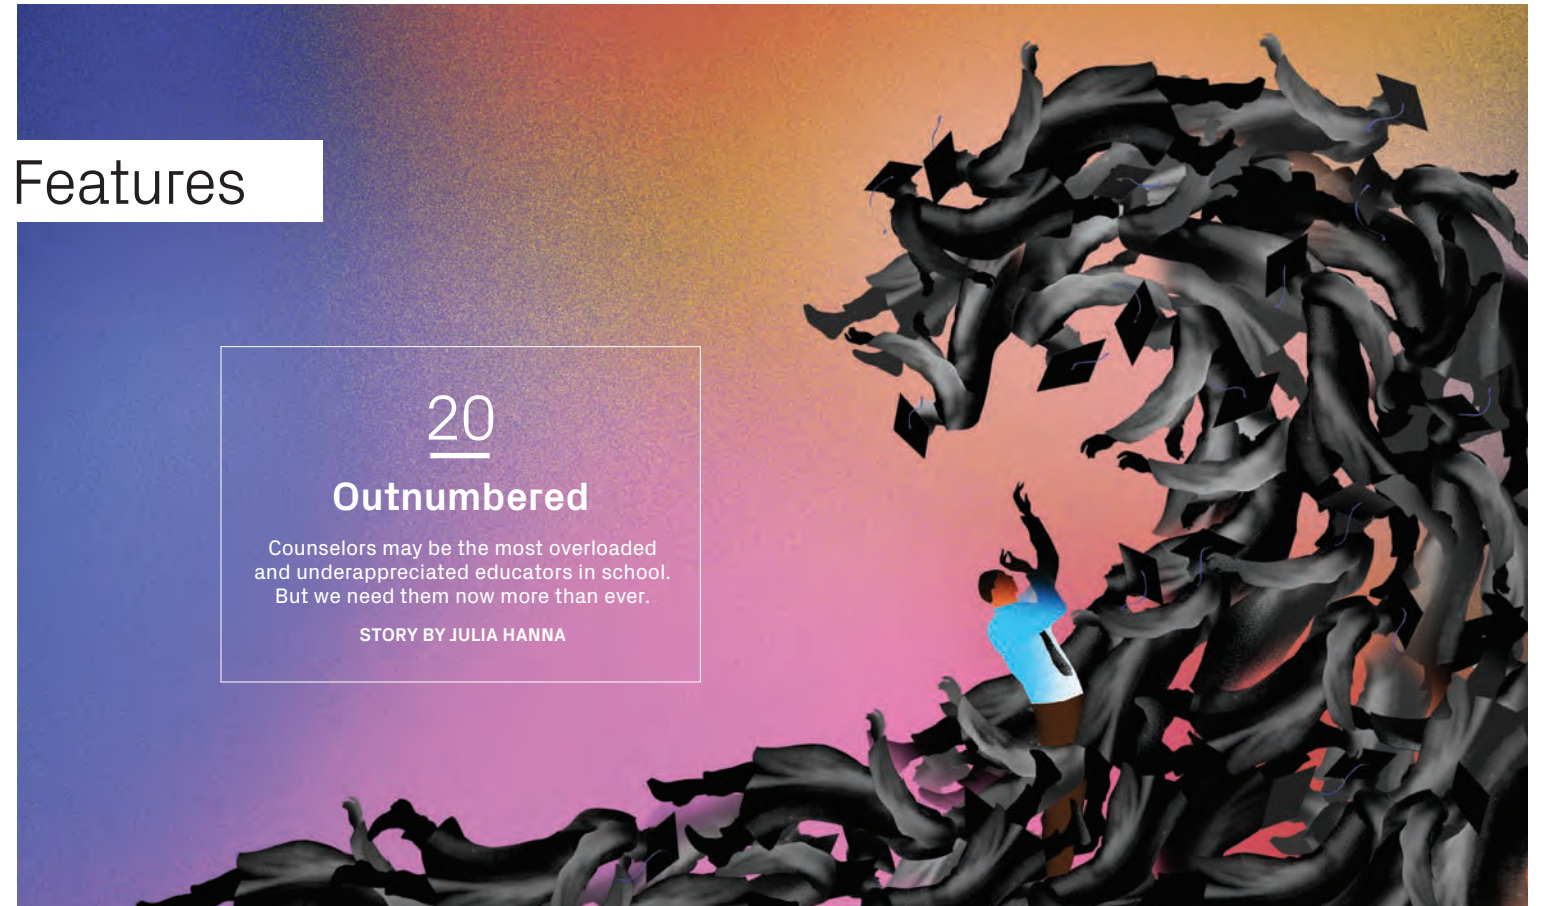 Features
20
Outnumbered
Counselors may be the most overloaded
and underappreciated educators in school.
But we need them now more than ever.
STORY BY JULIA HANNA